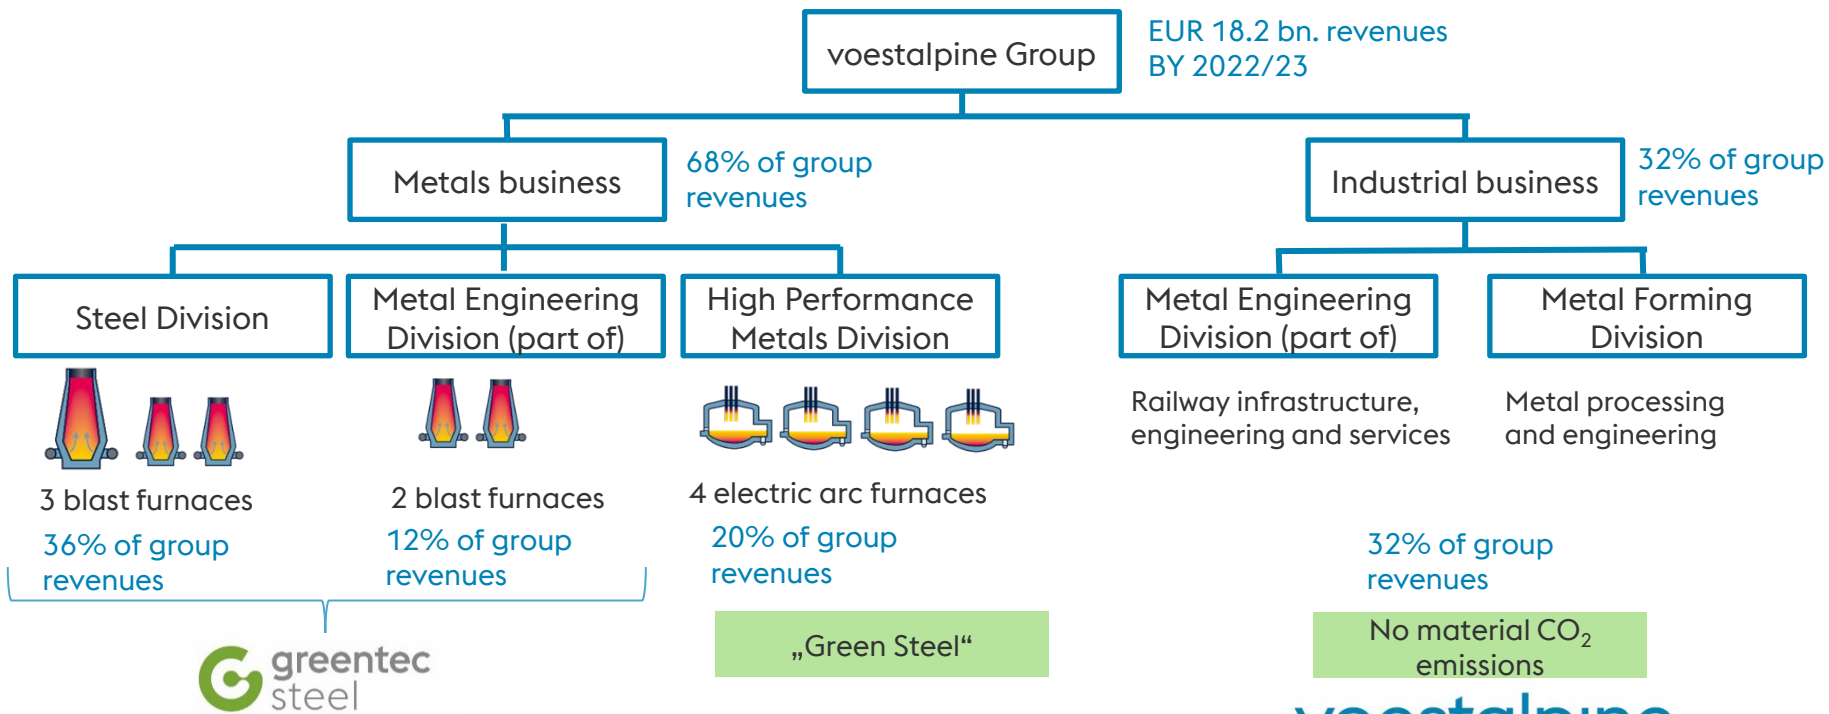 voestalpine Group
EUR 18.2 bn. revenues
BY 2022/23
Metals business
68% of group
revenues
Industrial business
32% of group
revenues
Steel Division
Metal Engineering
Division (part of)
High Performance
Metals Division
Metal Engineering
Division (part of)
Metal Forming
Division
Railway infrastructure,
engineering and services
Metal processing
and engineering
3 blast furnaces
36% of group
revenues
2 blast furnaces
12% of group
revenues
4 electric arc furnaces
20% of group
revenues
32% of group
revenues
greentec
steel
„Green Steel“
No material CO₂
emissions
voestalpine